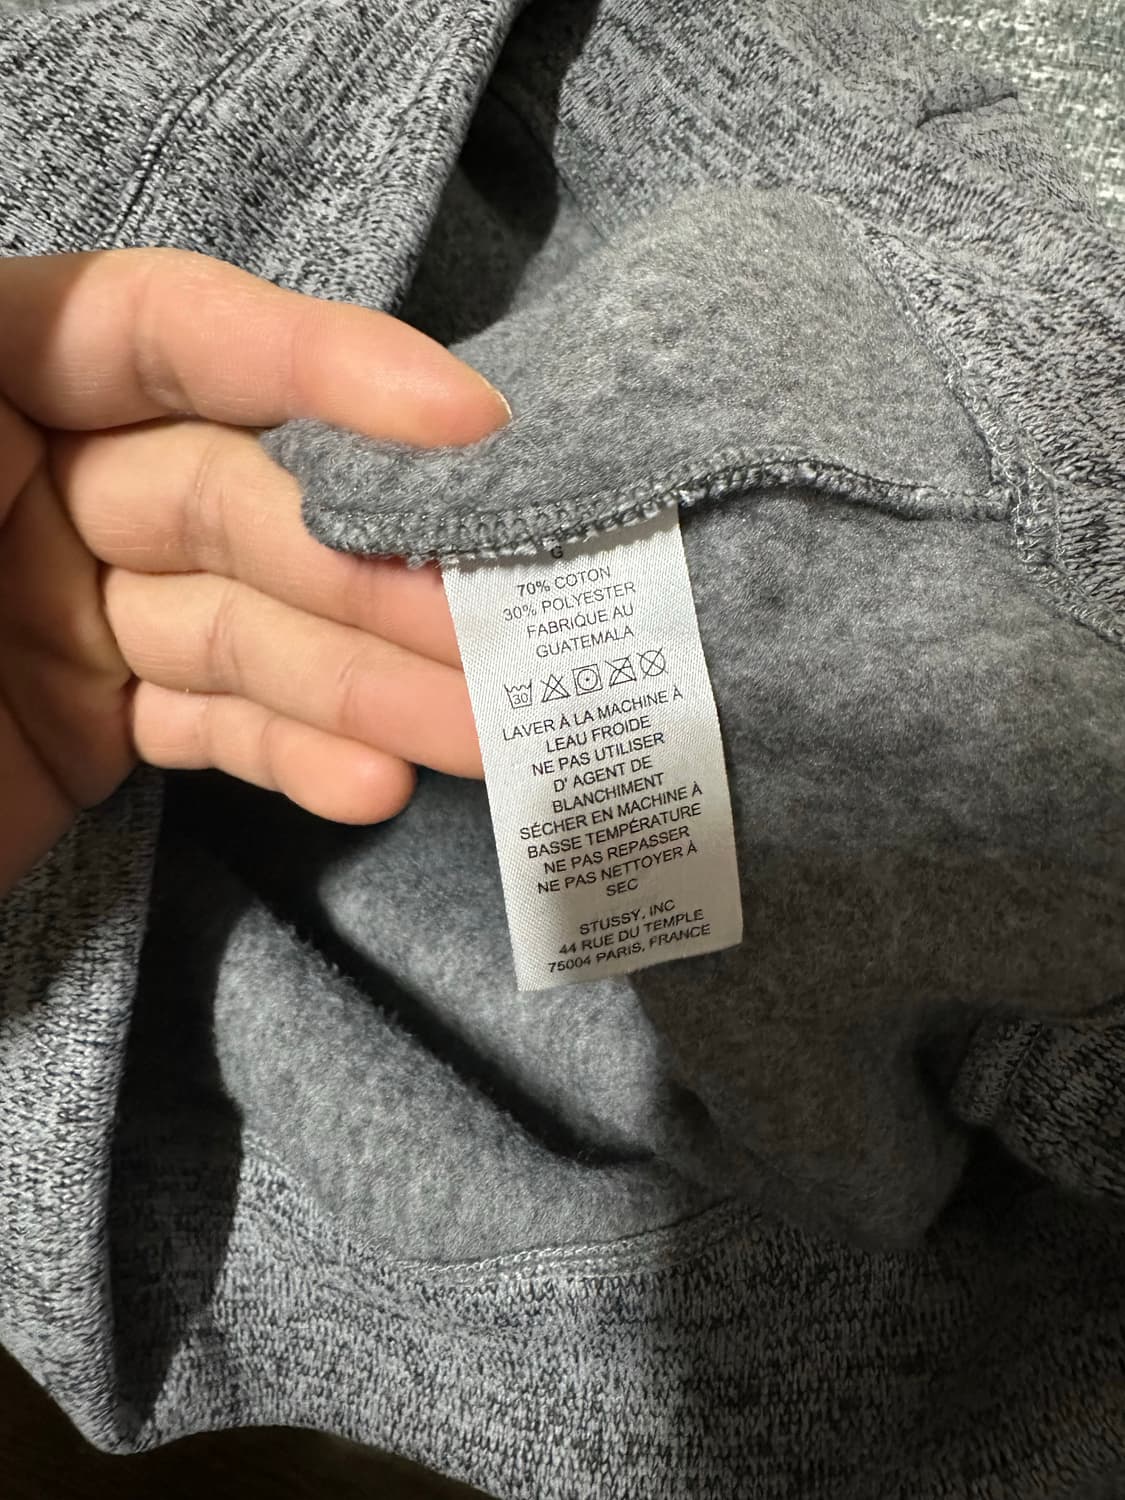 G
70% COTON
30% POLYESTER
FABRIQUE AU
GUATEMALA
30
LAVER À LA MACHINE À
LEAU FROIDE
NE PAS UTILISER
D' AGENT DE
BLANCHIMENT
SÉCHER EN MACHINE À
BASSE TEMPÉRATURE
NE PAS REPASSER
NE PAS NETTOYER À
SEC
STUSSY, INC
44 RUE DU TEMPLE
75004 PARIS, FRANCE